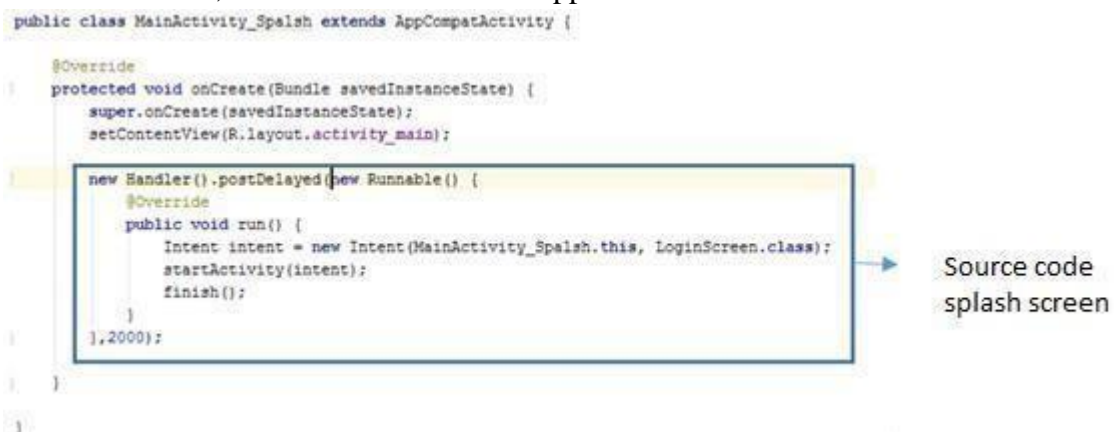 public class MainActivity_Spalsh extends AppCompatActivity {
@Override
protected void onCreate(Bundle savedInstanceState) {
super.onCreate(savedInstanceState);
setContentView(R.layout.activity_main);
new Handler().postDelayed(new Runnable() {
@Override
public void run() {
Intent intent = new Intent(MainActivity_Spalsh.this, LoginScreen.class);
startActivity(intent);
finish();
}
},2000);
}
}
Source code
splash screen